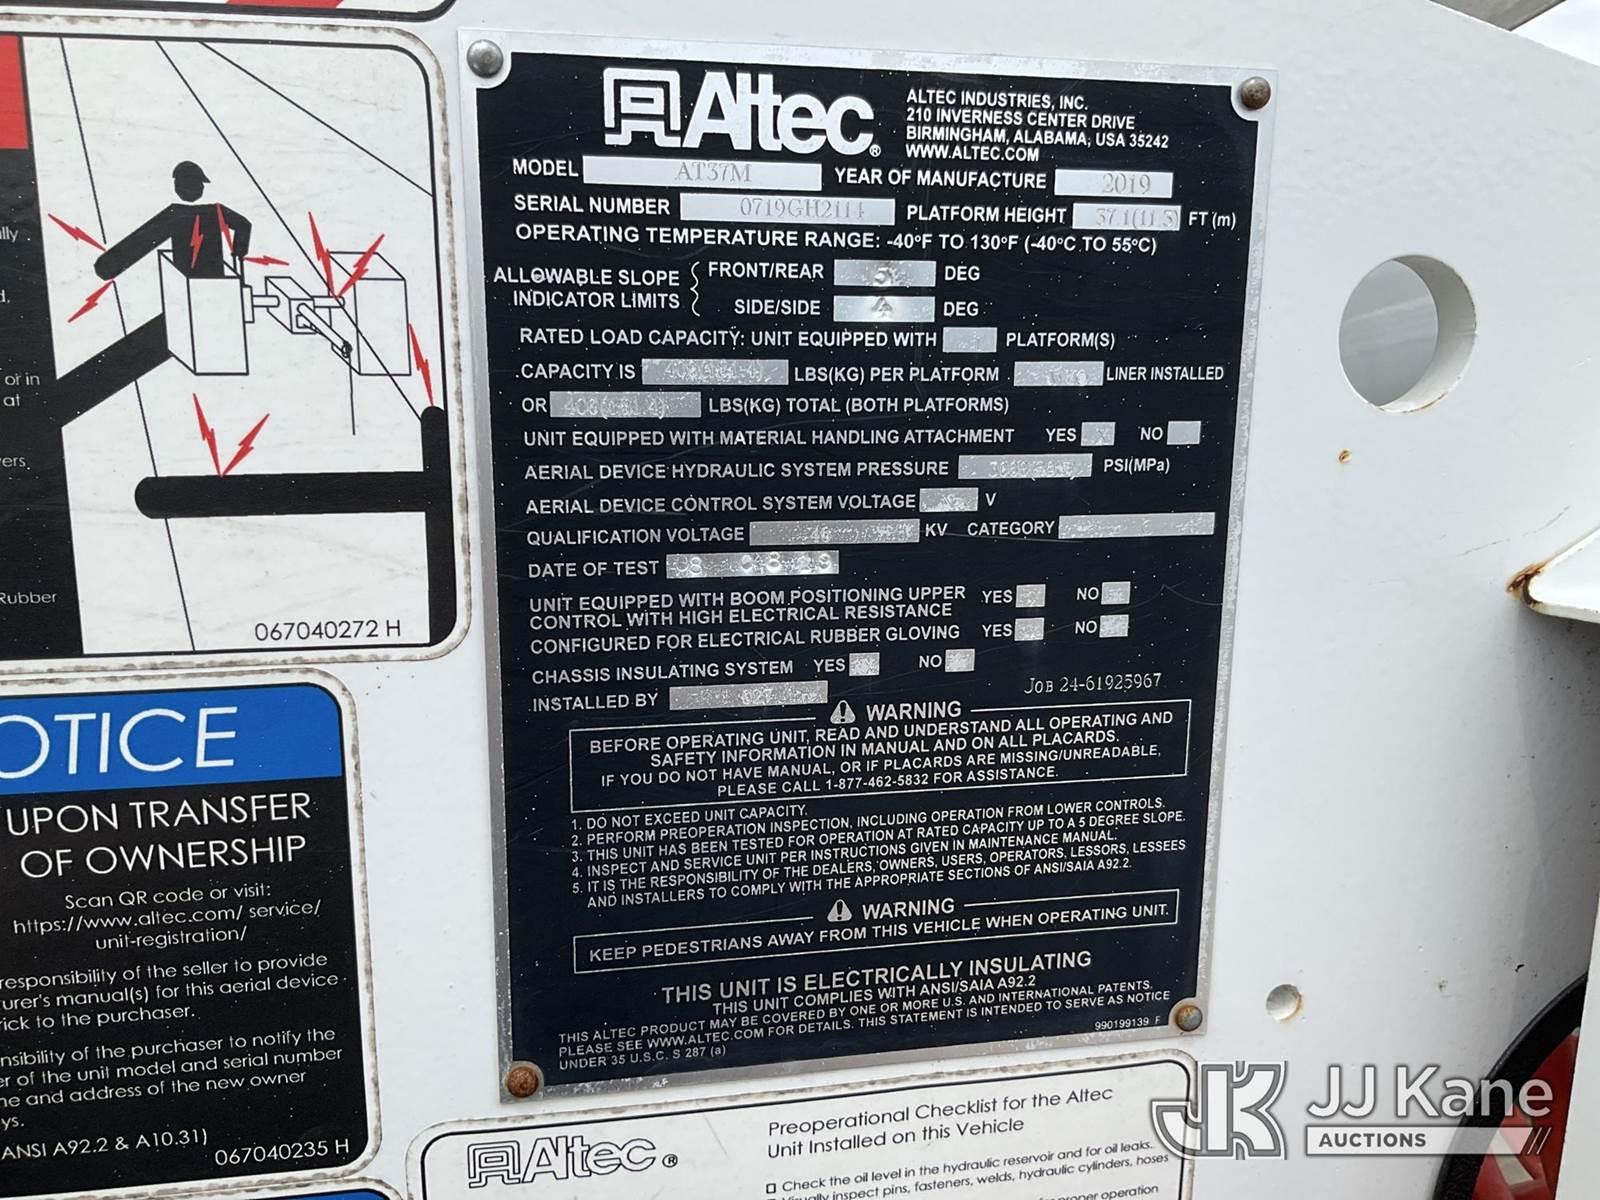 Altec®
ALTEC INDUSTRIES, INC.
210 INVERNESS CENTER DRIVE
BIRMINGHAM, ALABAMA, USA 35242
WWW.ALTEC.COM
MODEL AT37M YEAR OF MANUFACTURE 2019
SERIAL NUMBER 0719GH2114 PLATFORM HEIGHT 37.1(11.3) FT (m)
OPERATING TEMPERATURE RANGE: -40°F TO 130°F (-40°C TO 55°C)
ALLOWABLE SLOPE INDICATOR LIMITS
FRONT/REAR 5 DEG
SIDE/SIDE 4 DEG
RATED LOAD CAPACITY: UNIT EQUIPPED WITH PLATFORM(S)
CAPACITY IS LBS(KG) PER PLATFORM LINER INSTALLED
OR LBS(KG) TOTAL (BOTH PLATFORMS)
UNIT EQUIPPED WITH MATERIAL HANDLING ATTACHMENT YES X NO
AERIAL DEVICE HYDRAULIC SYSTEM PRESSURE PSI(MPa)
AERIAL DEVICE CONTROL SYSTEM VOLTAGE V
QUALIFICATION VOLTAGE 46 KV CATEGORY
DATE OF TEST
UNIT EQUIPPED WITH BOOM POSITIONING UPPER YES NO
CONTROL WITH HIGH ELECTRICAL RESISTANCE
CONFIGURED FOR ELECTRICAL RUBBER GLOVING YES NO
CHASSIS INSULATING SYSTEM YES NO
INSTALLED BY
JOB 24-61925967
WARNING
BEFORE OPERATING UNIT, READ AND UNDERSTAND ALL OPERATING AND
SAFETY INFORMATION IN MANUAL AND ON ALL PLACARDS.
IF YOU DO NOT HAVE MANUAL, OR IF PLACARDS ARE MISSING/UNREADABLE,
PLEASE CALL 1-877-462-5832 FOR ASSISTANCE.
1. DO NOT EXCEED UNIT CAPACITY.
2. PERFORM PREOPERATION INSPECTION, INCLUDING OPERATION FROM LOWER CONTROLS.
3. THIS UNIT HAS BEEN TESTED FOR OPERATION AT RATED CAPACITY UP TO A 5 DEGREE SLOPE.
4. INSPECT AND SERVICE UNIT PER INSTRUCTIONS GIVEN IN MAINTENANCE MANUAL.
5. IT IS THE RESPONSIBILITY OF THE DEALERS, OWNERS, USERS, OPERATORS, LESSORS, LESSEES
AND INSTALLERS TO COMPLY WITH THE APPROPRIATE SECTIONS OF ANSI/SAIA A92.2.
WARNING
KEEP PEDESTRIANS AWAY FROM THIS VEHICLE WHEN OPERATING UNIT.
THIS UNIT IS ELECTRICALLY INSULATING
THIS UNIT COMPLIES WITH ANSI/SAIA A92.2
THIS ALTEC PRODUCT MAY BE COVERED BY ONE OR MORE U.S. AND INTERNATIONAL PATENTS.
PLEASE SEE WWW.ALTEC.COM FOR DETAILS. THIS STATEMENT IS INTENDED TO SERVE AS NOTICE
UNDER 35 U.S.C. S 287 (a)
990199139 F
or in
at
Rubber
067040272 H
OTICE
UPON TRANSFER
OF OWNERSHIP
Scan QR code or visit:
https://www.altec.com/ service/
unit-registration/
responsibility of the seller to provide
urer's manual(s) for this aerial device
to the purchaser.
nsibility of the purchaser to notify the
er of the unit model and serial number
and address of the new owner
ys.
ANSI A92.2 & A10.31)
067040235 H
Altec®
Preoperational Checklist for the Altec
Unit Installed on this Vehicle
Check the oil level in the hydraulic reservoir and for oil leaks.
Visually inspect pins, fasteners, welds, hydraulic cylinders, hoses
proper operation
JJ Kane
AUCTIONS